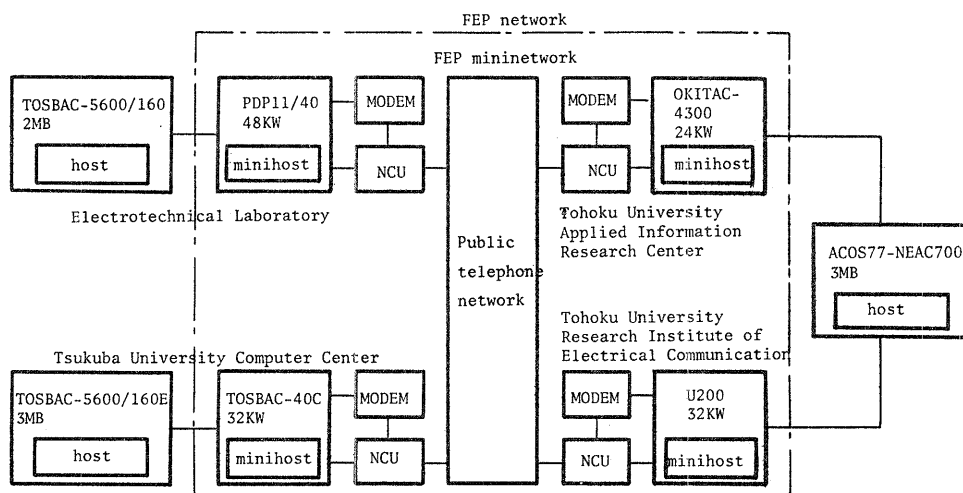 FEP network
FEP mininetwork
TOSBAC-5600/160
2MB
host
PDP11/40
48KW
minihost
MODEM
NCU
Electrotechnical Laboratory
Public
telephone
network
MODEM
NCU
OKITAC-
4300
24KW
minihost
Tohoku University
Applied Information
Research Center
ACOS77-NEAC700
3MB
host
Tsukuba University Computer Center
TOSBAC-5600/160E
3MB
host
TOSBAC-40C
32KW
minihost
MODEM
NCU
Tohoku University
Research Institute of
Electrical Communication
MODEM
NCU
U200
32KW
minihost